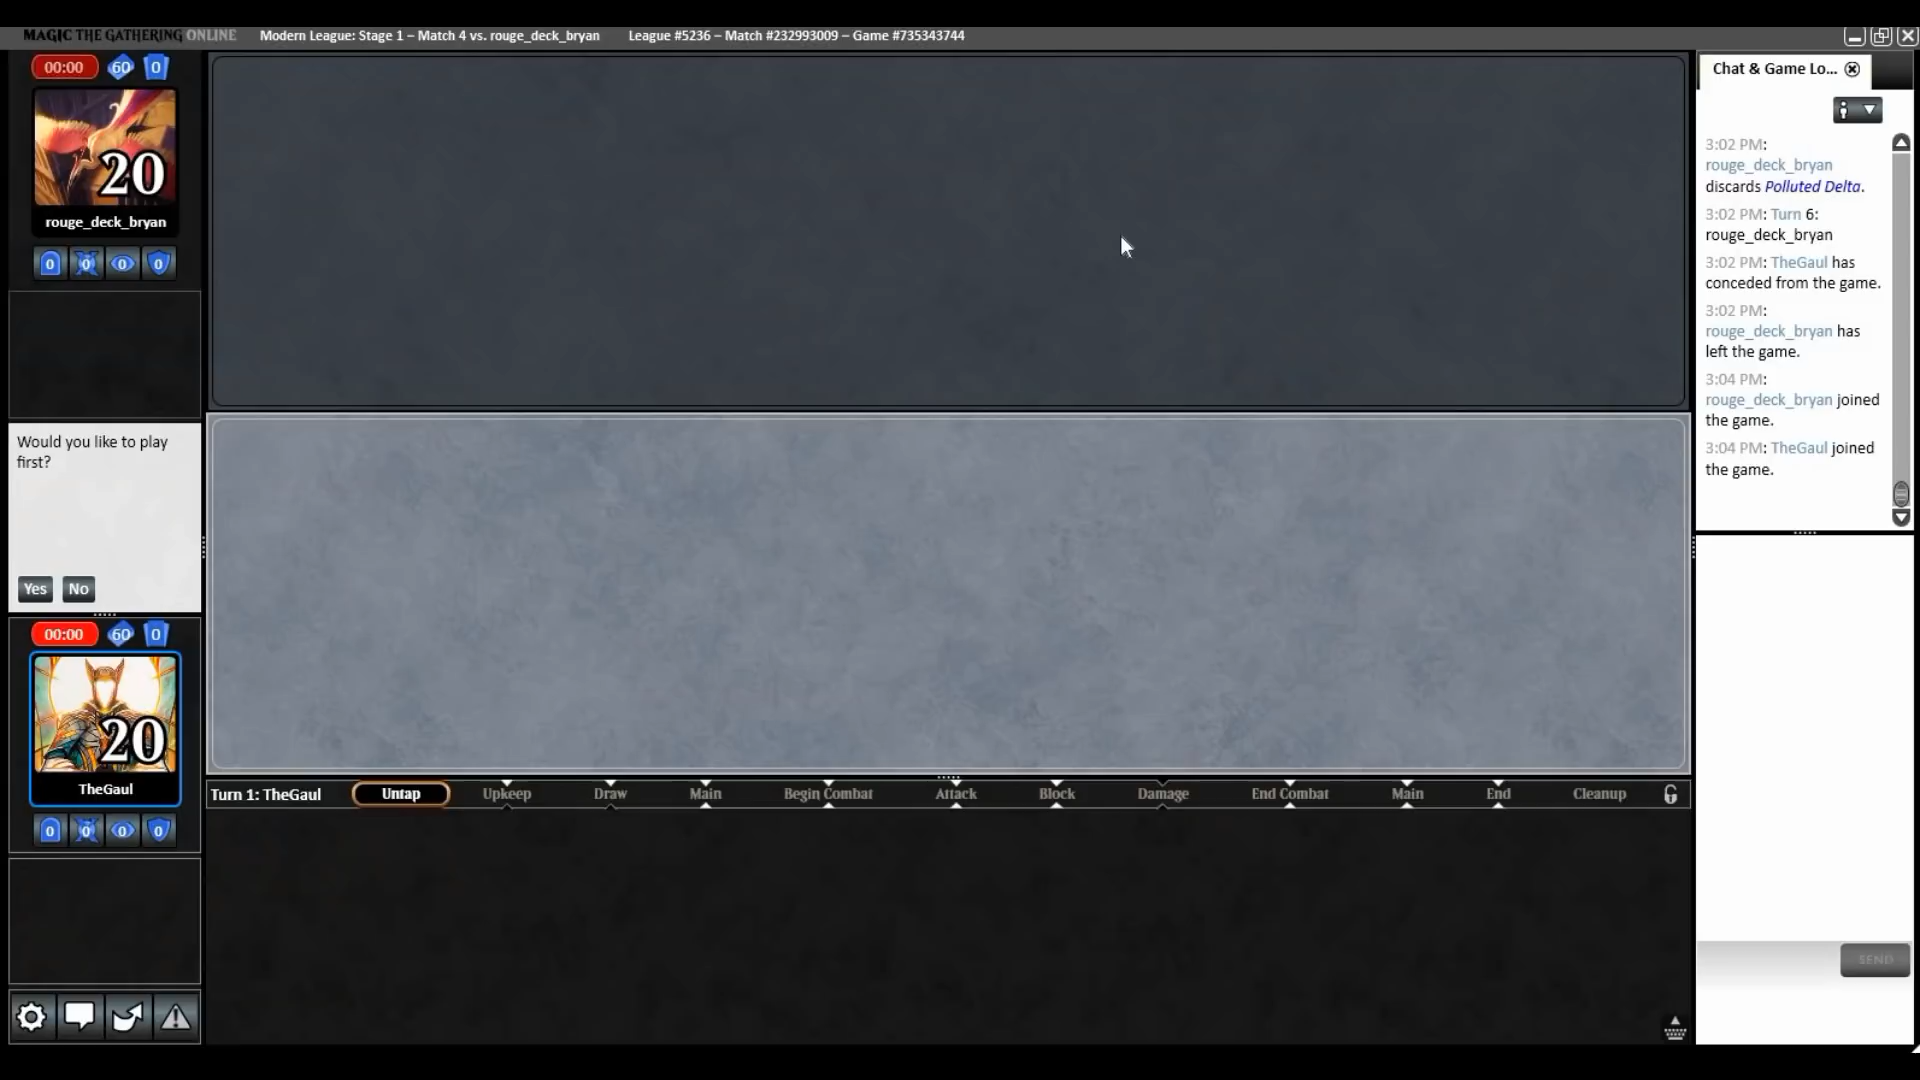 MAGIC THE GATHERING ONLINE
Modern League: Stage 1 – Match 4 vs. rouge_deck_bryan League #5236 – Match #232993009 – Game #735343744
00:00 60 0
20
rouge_deck_bryan
0 0 0 0
Would you like to play
first?
Yes No
00:00 60 0
20
TheGaul
0 0 0 0
Turn 1: TheGaul Untap Upkeep Draw Main Begin Combat Attack Block Damage End Combat Main End Cleanup
Chat & Game Lo...
3:02 PM:
rouge_deck_bryan
discards Polluted Delta.
3:02 PM: Turn 6:
rouge_deck_bryan
3:02 PM: TheGaul has
conceded from the game.
3:02 PM:
rouge_deck_bryan has
left the game.
3:04 PM:
rouge_deck_bryan joined
the game.
3:04 PM: TheGaul joined
the game.
SEND